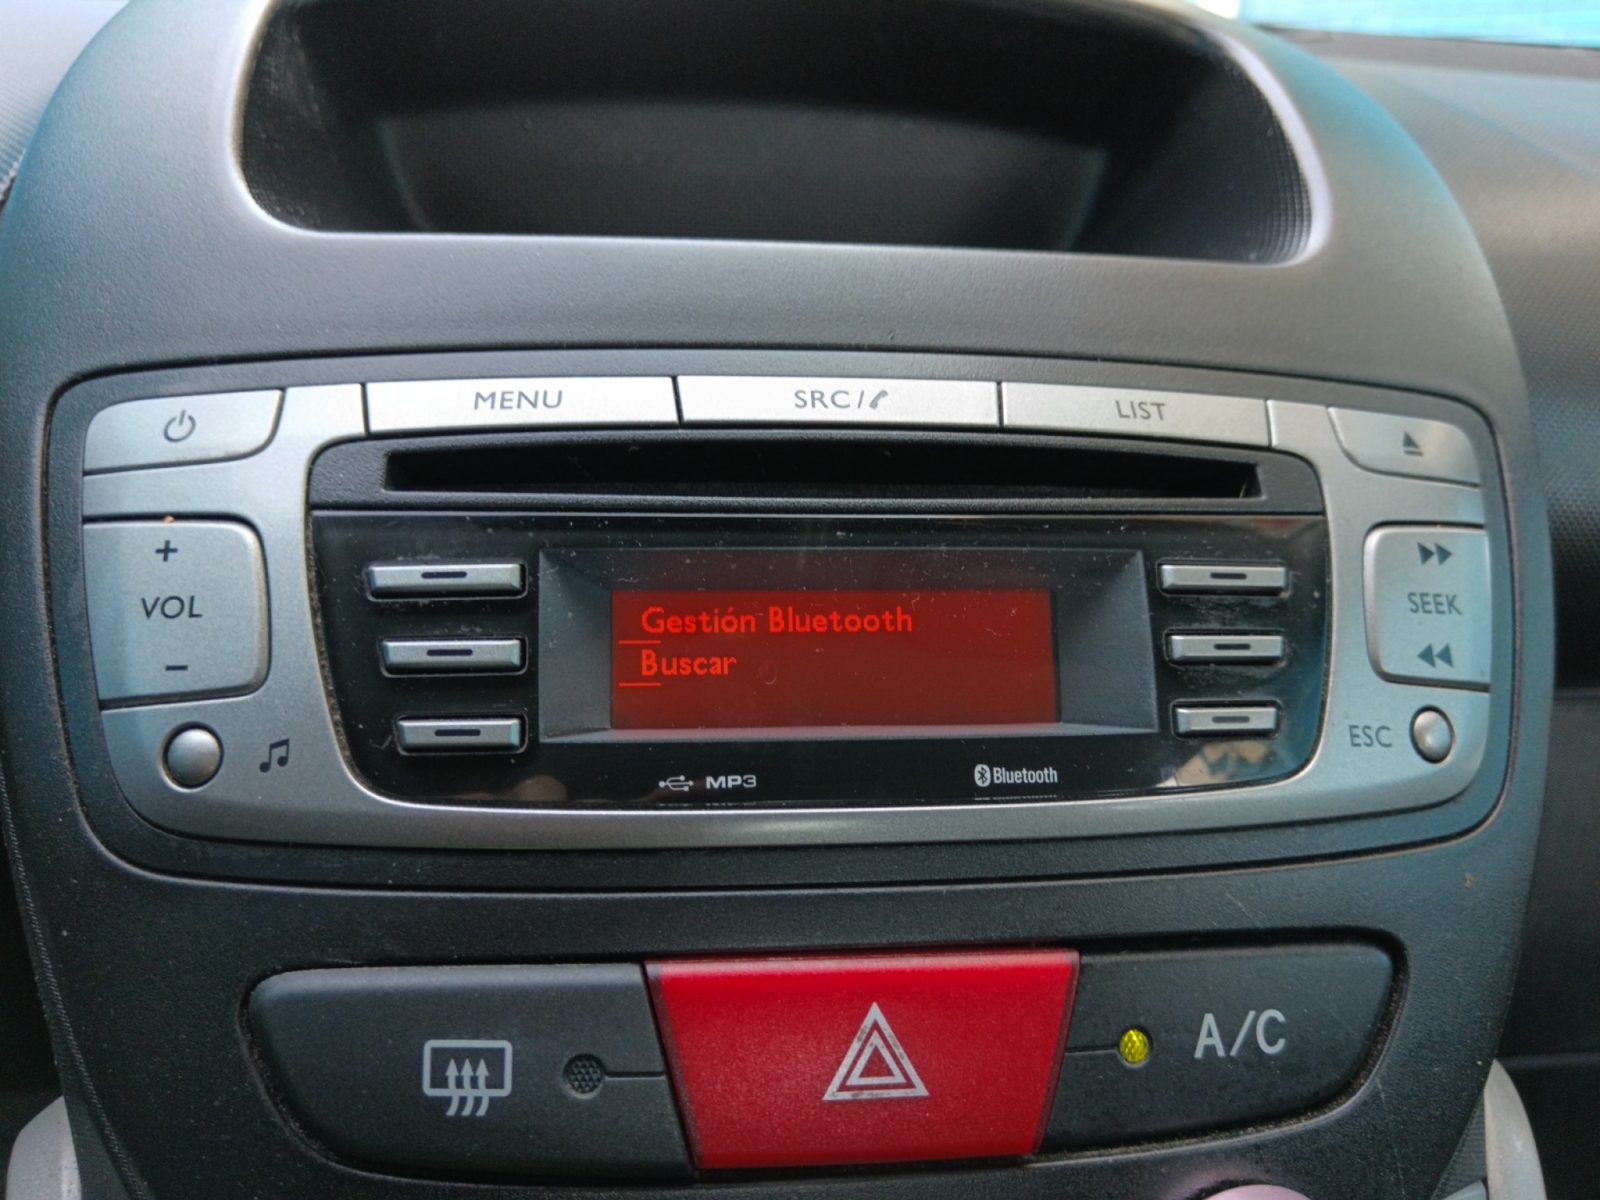 MENU
SRC/
LIST
+
VOL
-
SEEK
Gestión Bluetooth
Buscar
ESC
MP3
Bluetooth
A/C